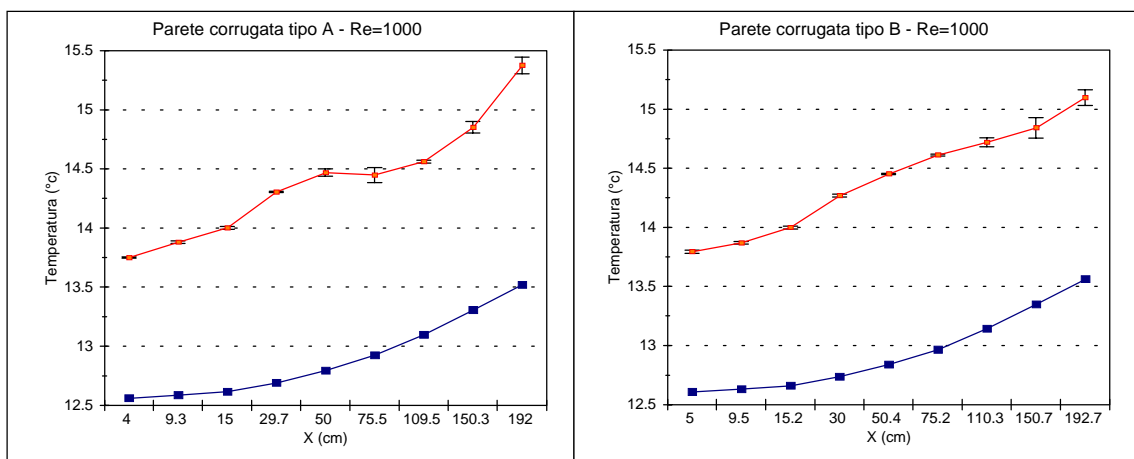 Parete corrugata tipo A - Re=1000
15.5
15
14.5
14
13.5
13
12.5
Temperatura (°c)
4 9.3 15 29.7 50 75.5 109.5 150.3 192
X (cm)
Parete corrugata tipo B - Re=1000
15.5
15
14.5
14
13.5
13
12.5
Temperatura (°c)
5 9.5 15.2 30 50.4 75.2 110.3 150.7 192.7
X (cm)